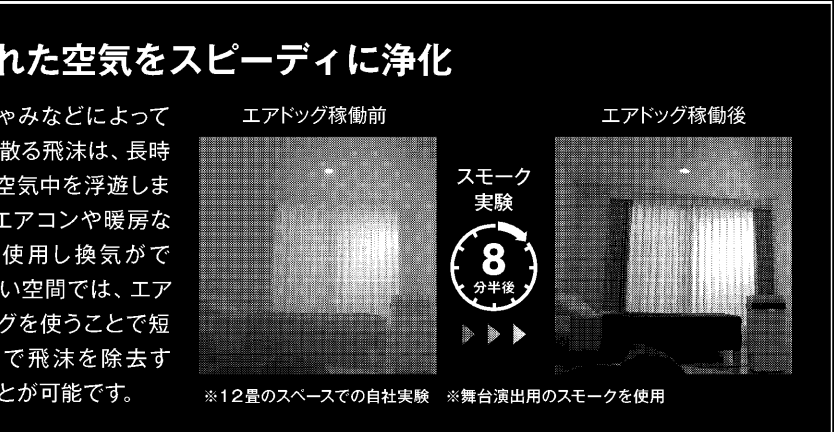 れた空気をスピーディに浄化
ゃみなどによって
散る飛沫は、長時
空気中を浮遊しま
エアコンや暖房な
使用し換気がで
い空間では、エア
グを使うことで短
で飛沫を除去す
とが可能です。
エアドッグ稼働前
スモーク
実験
8
分半後
エアドッグ稼働後
※12畳のスペースでの自社実験 ※舞台演出用のスモークを使用